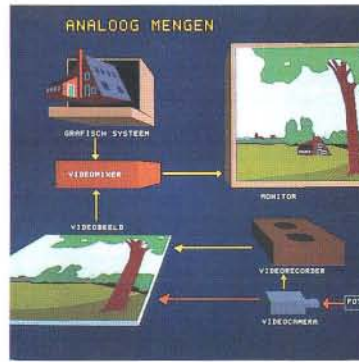 ANALOOG MENGEN
GRAFISCH SYSTEEM
VIDEOMIXER
MONITOR
VIDEOBEELD
VIDEORECORDER
VIDEOCAMERA